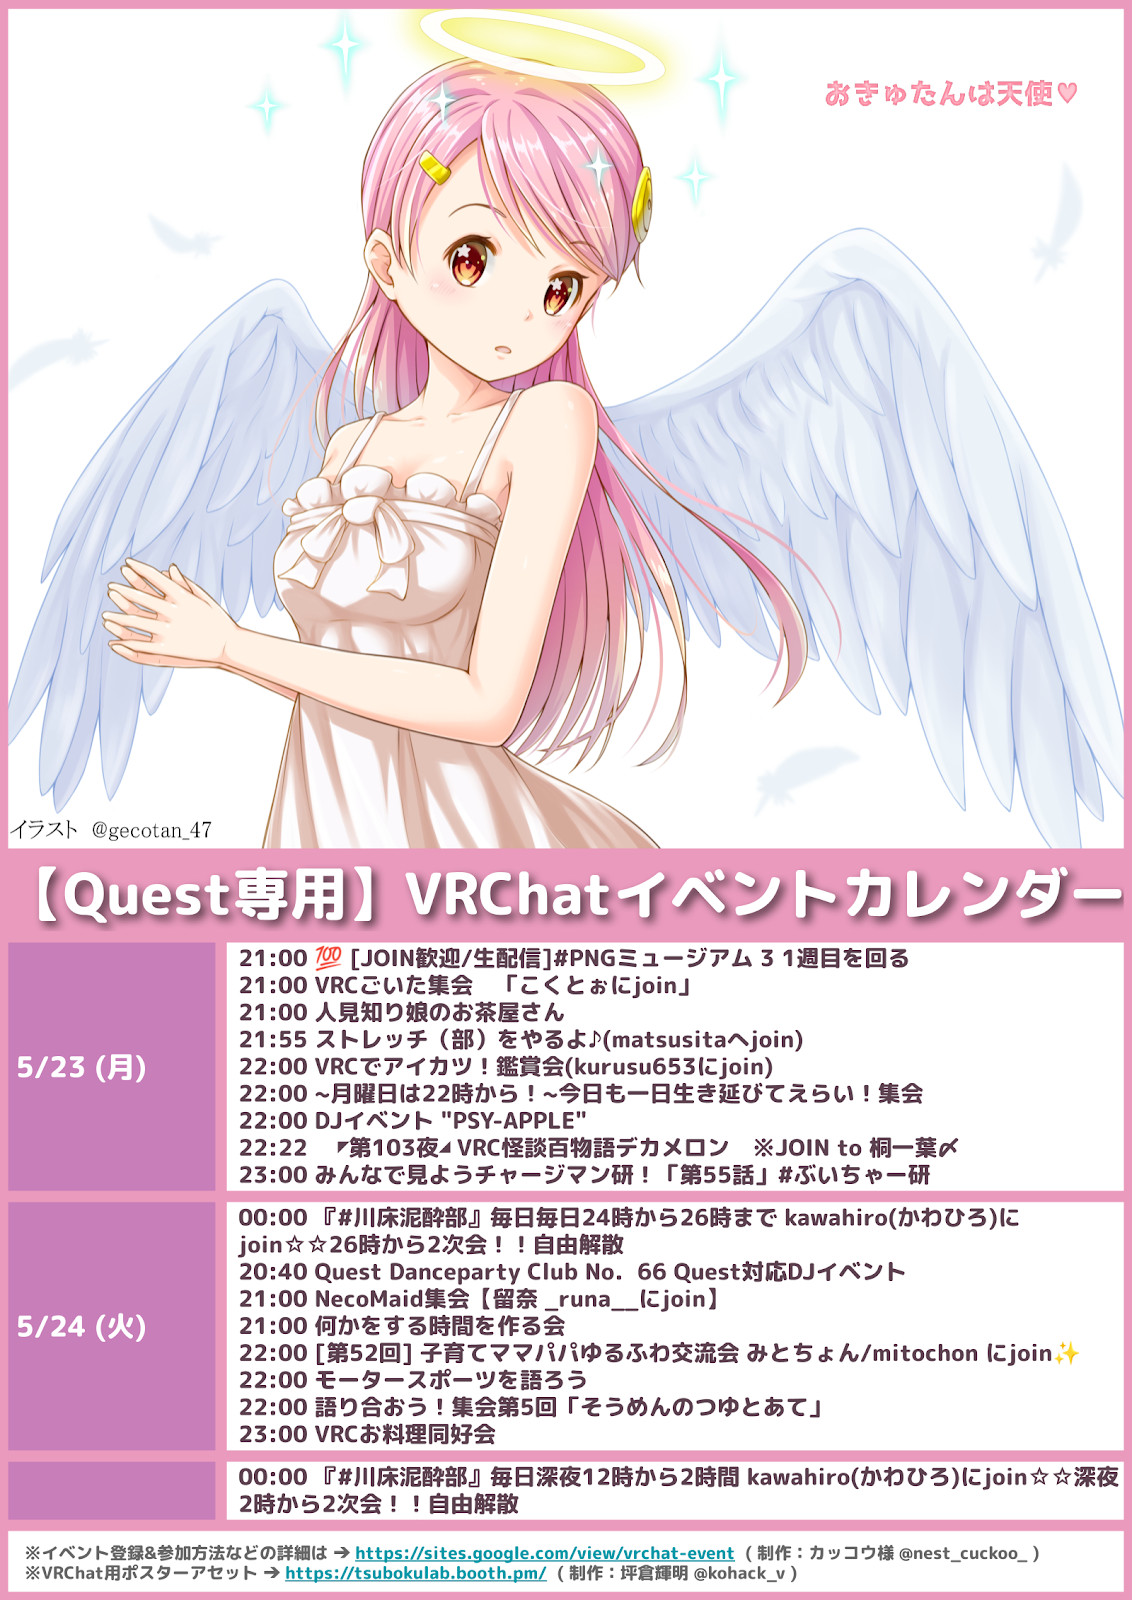 おきゅたんは天使♥
イラスト @gecotan_47
【Quest専用】VRChatイベントカレンダー
5/23 (月)
21:00 💯 [JOIN歓迎/生配信]#PNGミュージアム 3 1週目を回る
21:00 VRCごいた集会　「こくとぉにjoin」
21:00 人見知り娘のお茶屋さん
21:55 ストレッチ（部）をやるよ♪(matsusitaへjoin)
22:00 VRCでアイカツ！鑑賞会(kurusu653にjoin)
22:00 ~月曜日は22時から！~今日も一日生き延びてえらい！集会
22:00 DJイベント "PSY-APPLE"
22:22 　◤第103夜◢ VRC怪談百物語デカメロン　※JOIN to 桐一葉〆
23:00 みんなで見ようチャージマン研！「第55話」#ぶいちゃー研
5/24 (火)
00:00 『#川床泥酔部』毎日毎日24時から26時まで kawahiro(かわひろ)に
join☆☆26時から2次会！！自由解散
20:40 Quest Danceparty Club No．66 Quest対応DJイベント
21:00 NecoMaid集会【留奈 _runa__にjoin】
21:00 何かをする時間を作る会
22:00 [第52回] 子育てママパパゆるふわ交流会 みとちょん/mitochon にjoin✨
22:00 モータースポーツを語ろう
22:00 語り合おう！集会第5回「そうめんのつゆとあて」
23:00 VRCお料理同好会
00:00 『#川床泥酔部』毎日深夜12時から2時間 kawahiro(かわひろ)にjoin☆☆深夜
2時から2次会！！自由解散
※イベント登録&参加方法などの詳細は → https://sites.google.com/view/vrchat-event （制作：カッコウ様 @nest_cuckoo_ ）
※VRChat用ポスターアセット → https://tsubokulab.booth.pm/ （制作：坪倉輝明 @kohack_v ）